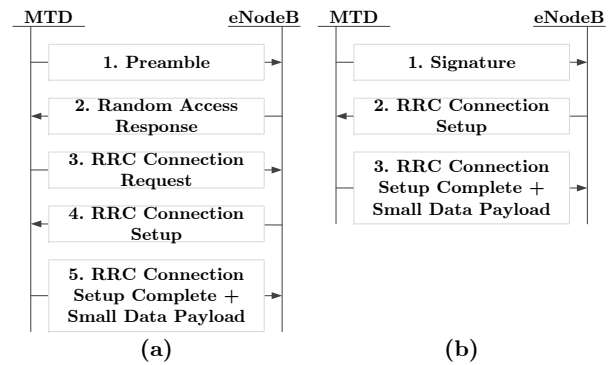 MTD eNodeB
1. Preamble
2. Random Access
Response
3. RRC Connection
Request
4. RRC Connection
Setup
5. RRC Connection
Setup Complete +
Small Data Payload
(a)
MTD eNodeB
1. Signature
2. RRC Connection
Setup
3. RRC Connection
Setup Complete +
Small Data Payload
(b)